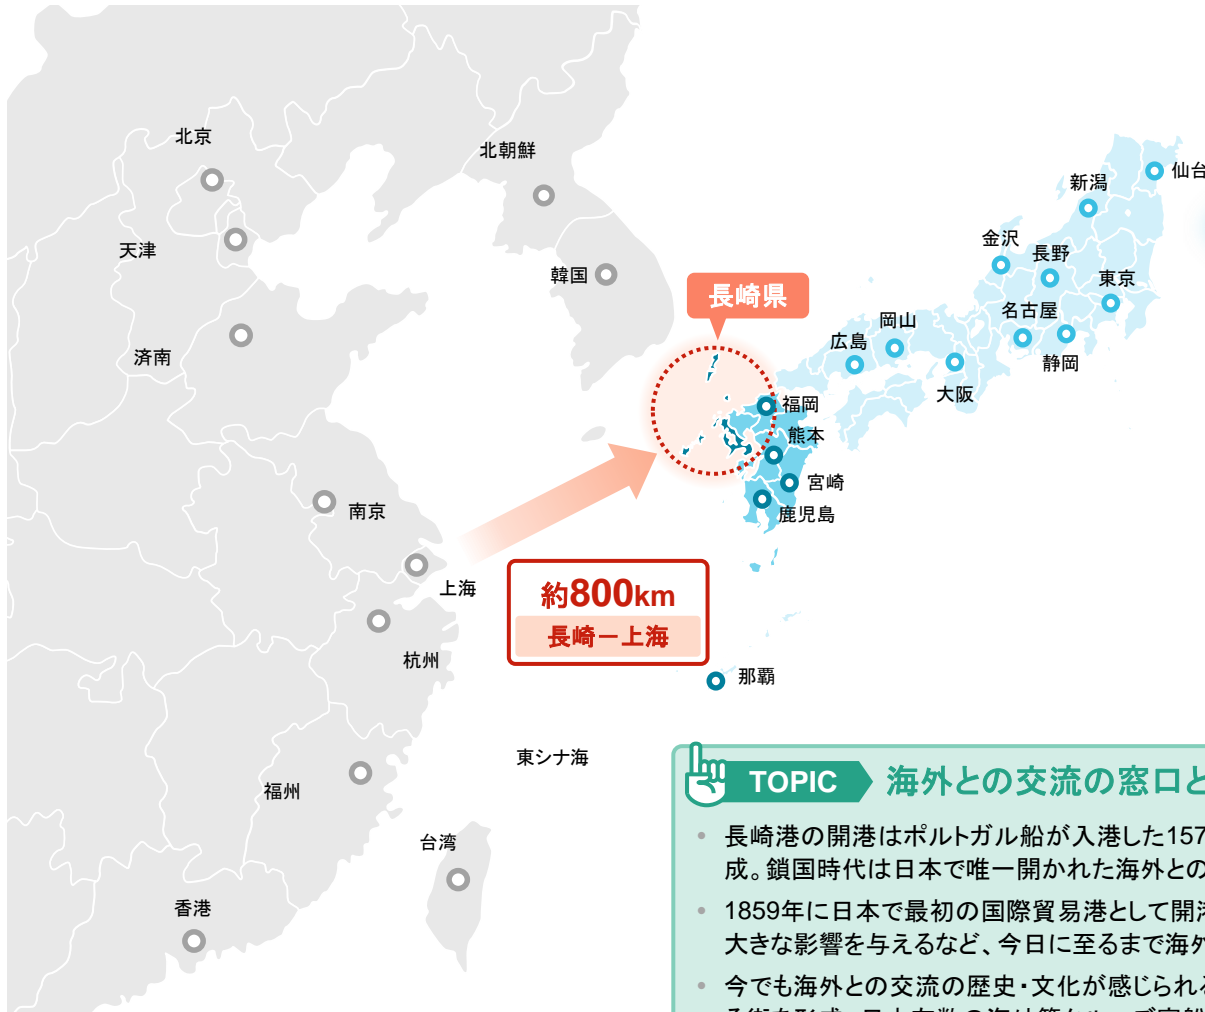 北京
北朝鮮
天津
韓国
済南
南京
上海
杭州
福州
台湾
香港
東シナ海
長崎県
仙台
新潟
金沢
長野
東京
名古屋
岡山
広島
静岡
大阪
福岡
熊本
宮崎
鹿児島
那覇
約800km
長崎－上海
TOPIC 海外との交流の窓口と
• 長崎港の開港はポルトガル船が入港した157
成。鎖国時代は日本で唯一開かれた海外との
• 1859年に日本で最初の国際貿易港として開港
大きな影響を与えるなど、今日に至るまで海外
• 今でも海外との交流の歴史・文化が感じられる